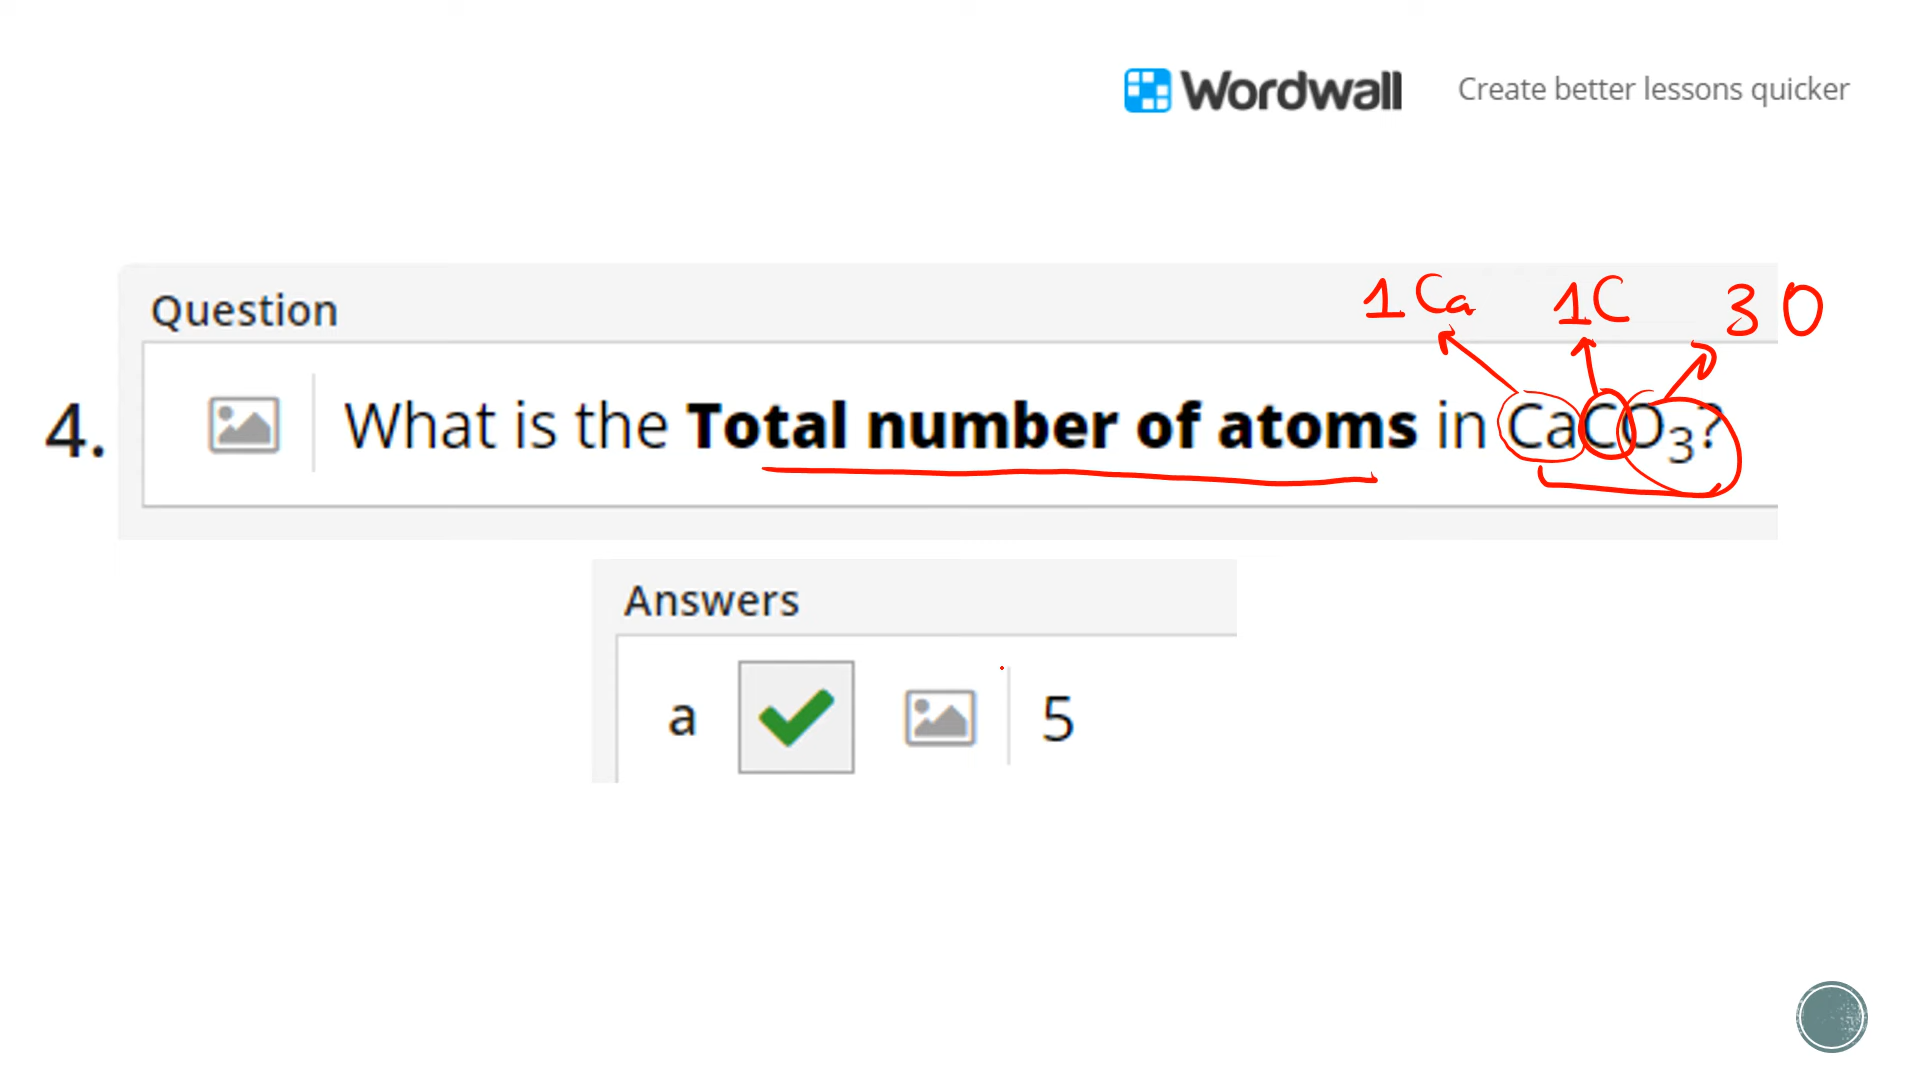 Wordwall Create better lessons quicker
1 Ca 1C 3 O
Question
4. What is the Total number of atoms in CaCO₃?
Answers
a 5